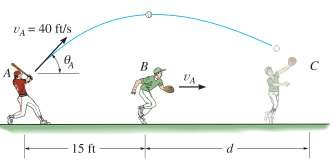 v_A = 40 ft/s
θ_A
A
B
v_A
C
15 ft
d